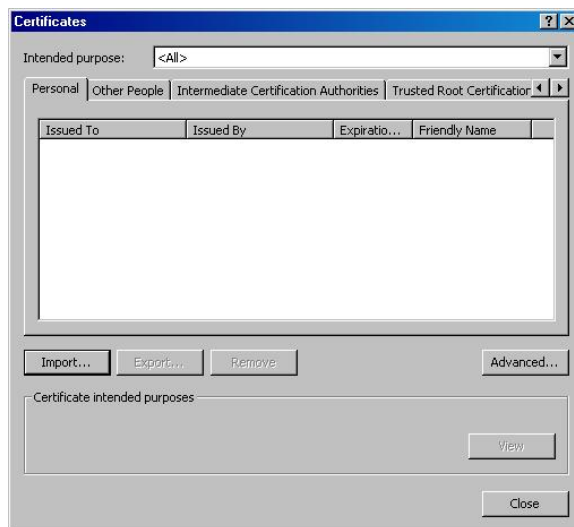 Certificates
Intended purpose: <All>
Personal Other People Intermediate Certification Authorities Trusted Root Certification
Issued To Issued By Expiratio... Friendly Name
Import... Export... Remove Advanced...
Certificate intended purposes
View
Close